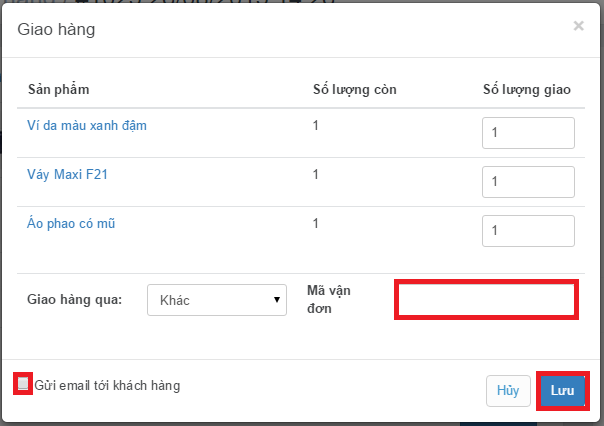 Giao hàng ×
Sản phẩm Số lượng còn Số lượng giao
Ví da màu xanh đậm 1 1
Váy Maxi F21 1 1
Áo phao có mũ 1 1
Giao hàng qua: Khác Mã vận
đơn
Gửi email tới khách hàng Hủy Lưu